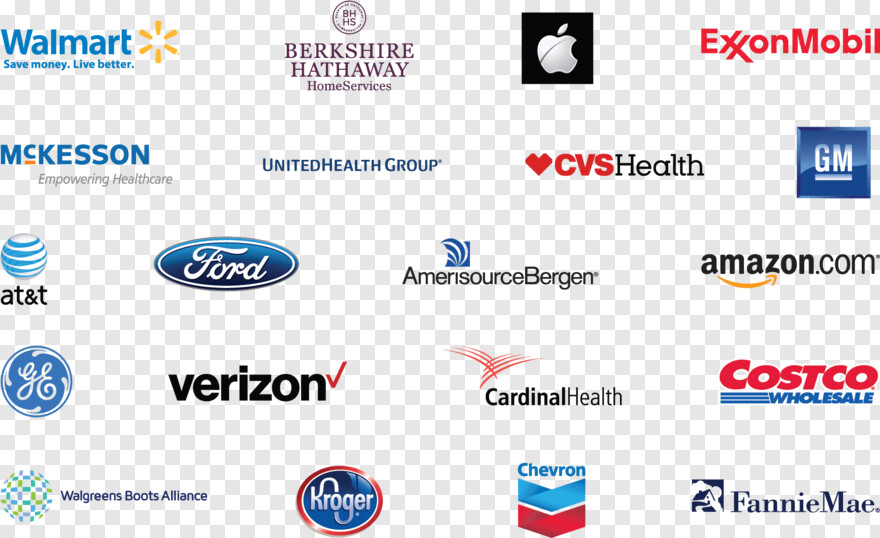 Walmart
Save money. Live better.
BH
HS
BERKSHIRE
HATHAWAY
HomeServices
ExxonMobil
MCKESSON
Empowering Healthcare
UNITEDHEALTH GROUP®
CVSHealth
GM
at&t
Ford
AmerisourceBergen®
amazon.com®
GE
verizon✓
CardinalHealth
COSTCO
WHOLESALE
Walgreens Boots Alliance
Kroger
Chevron
FannieMae®